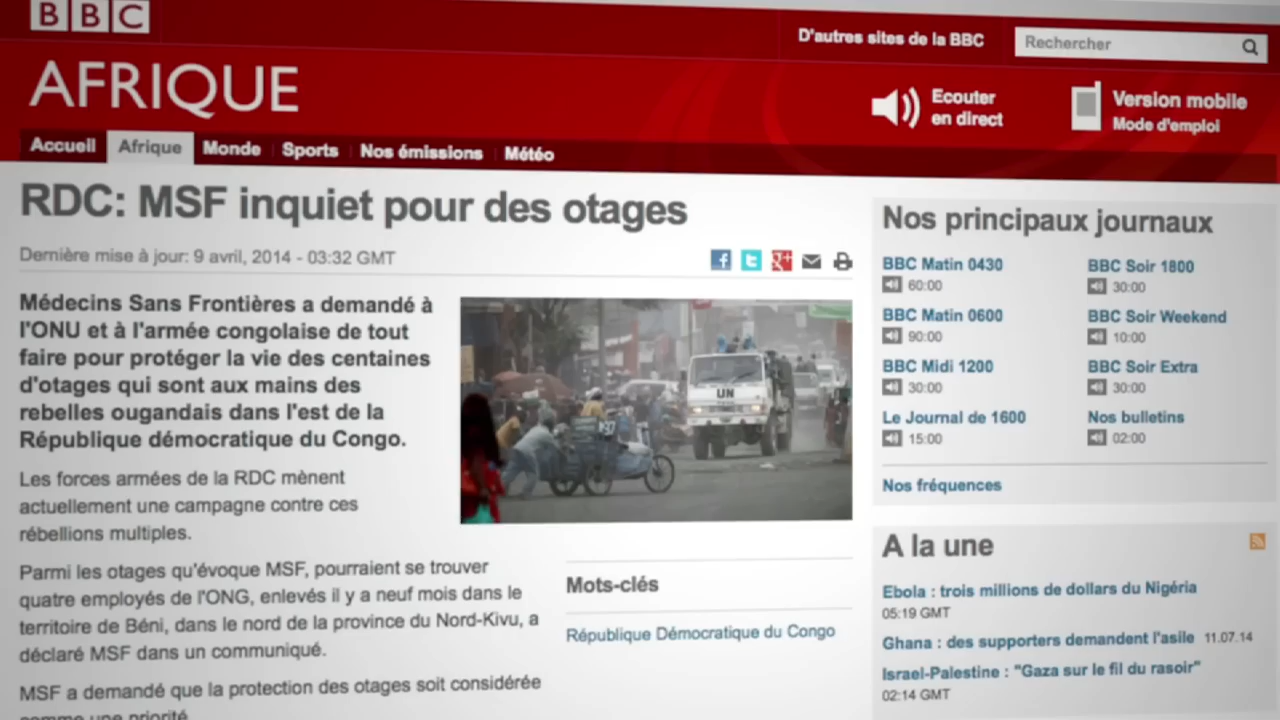 BBC
D'autres sites de la BBC
Rechercher
AFRIQUE
Ecouter
en direct
Version mobile
Mode d'emploi
Accueil Afrique Monde Sports Nos émissions Météo
RDC: MSF inquiet pour des otages
Dernière mise à jour: 9 avril, 2014 - 03:32 GMT
Médecins Sans Frontières a demandé à
l'ONU et à l'armée congolaise de tout
faire pour protéger la vie des centaines
d'otages qui sont aux mains des
rebelles ougandais dans l'est de la
République démocratique du Congo.
Les forces armées de la RDC mènent
actuellement une campagne contre ces
rébellions multiples.
Parmi les otages qu'évoque MSF, pourraient se trouver
quatre employés de l'ONG, enlevés il y a neuf mois dans le
territoire de Béni, dans le nord de la province du Nord-Kivu, a
déclaré MSF dans un communiqué.
MSF a demandé que la protection des otages soit considérée
comme une priorité.
UN
Mots-clés
République Démocratique du Congo
Nos principaux journaux
BBC Matin 0430
60:00
BBC Soir 1800
30:00
BBC Matin 0600
90:00
BBC Soir Weekend
10:00
BBC Midi 1200
30:00
BBC Soir Extra
30:00
Le Journal de 1600
15:00
Nos bulletins
02:00
Nos fréquences
A la une
Ebola : trois millions de dollars du Nigéria
05:19 GMT
Ghana : des supporters demandent l'asile 11.07.14
Israel-Palestine : "Gaza sur le fil du rasoir"
02:14 GMT